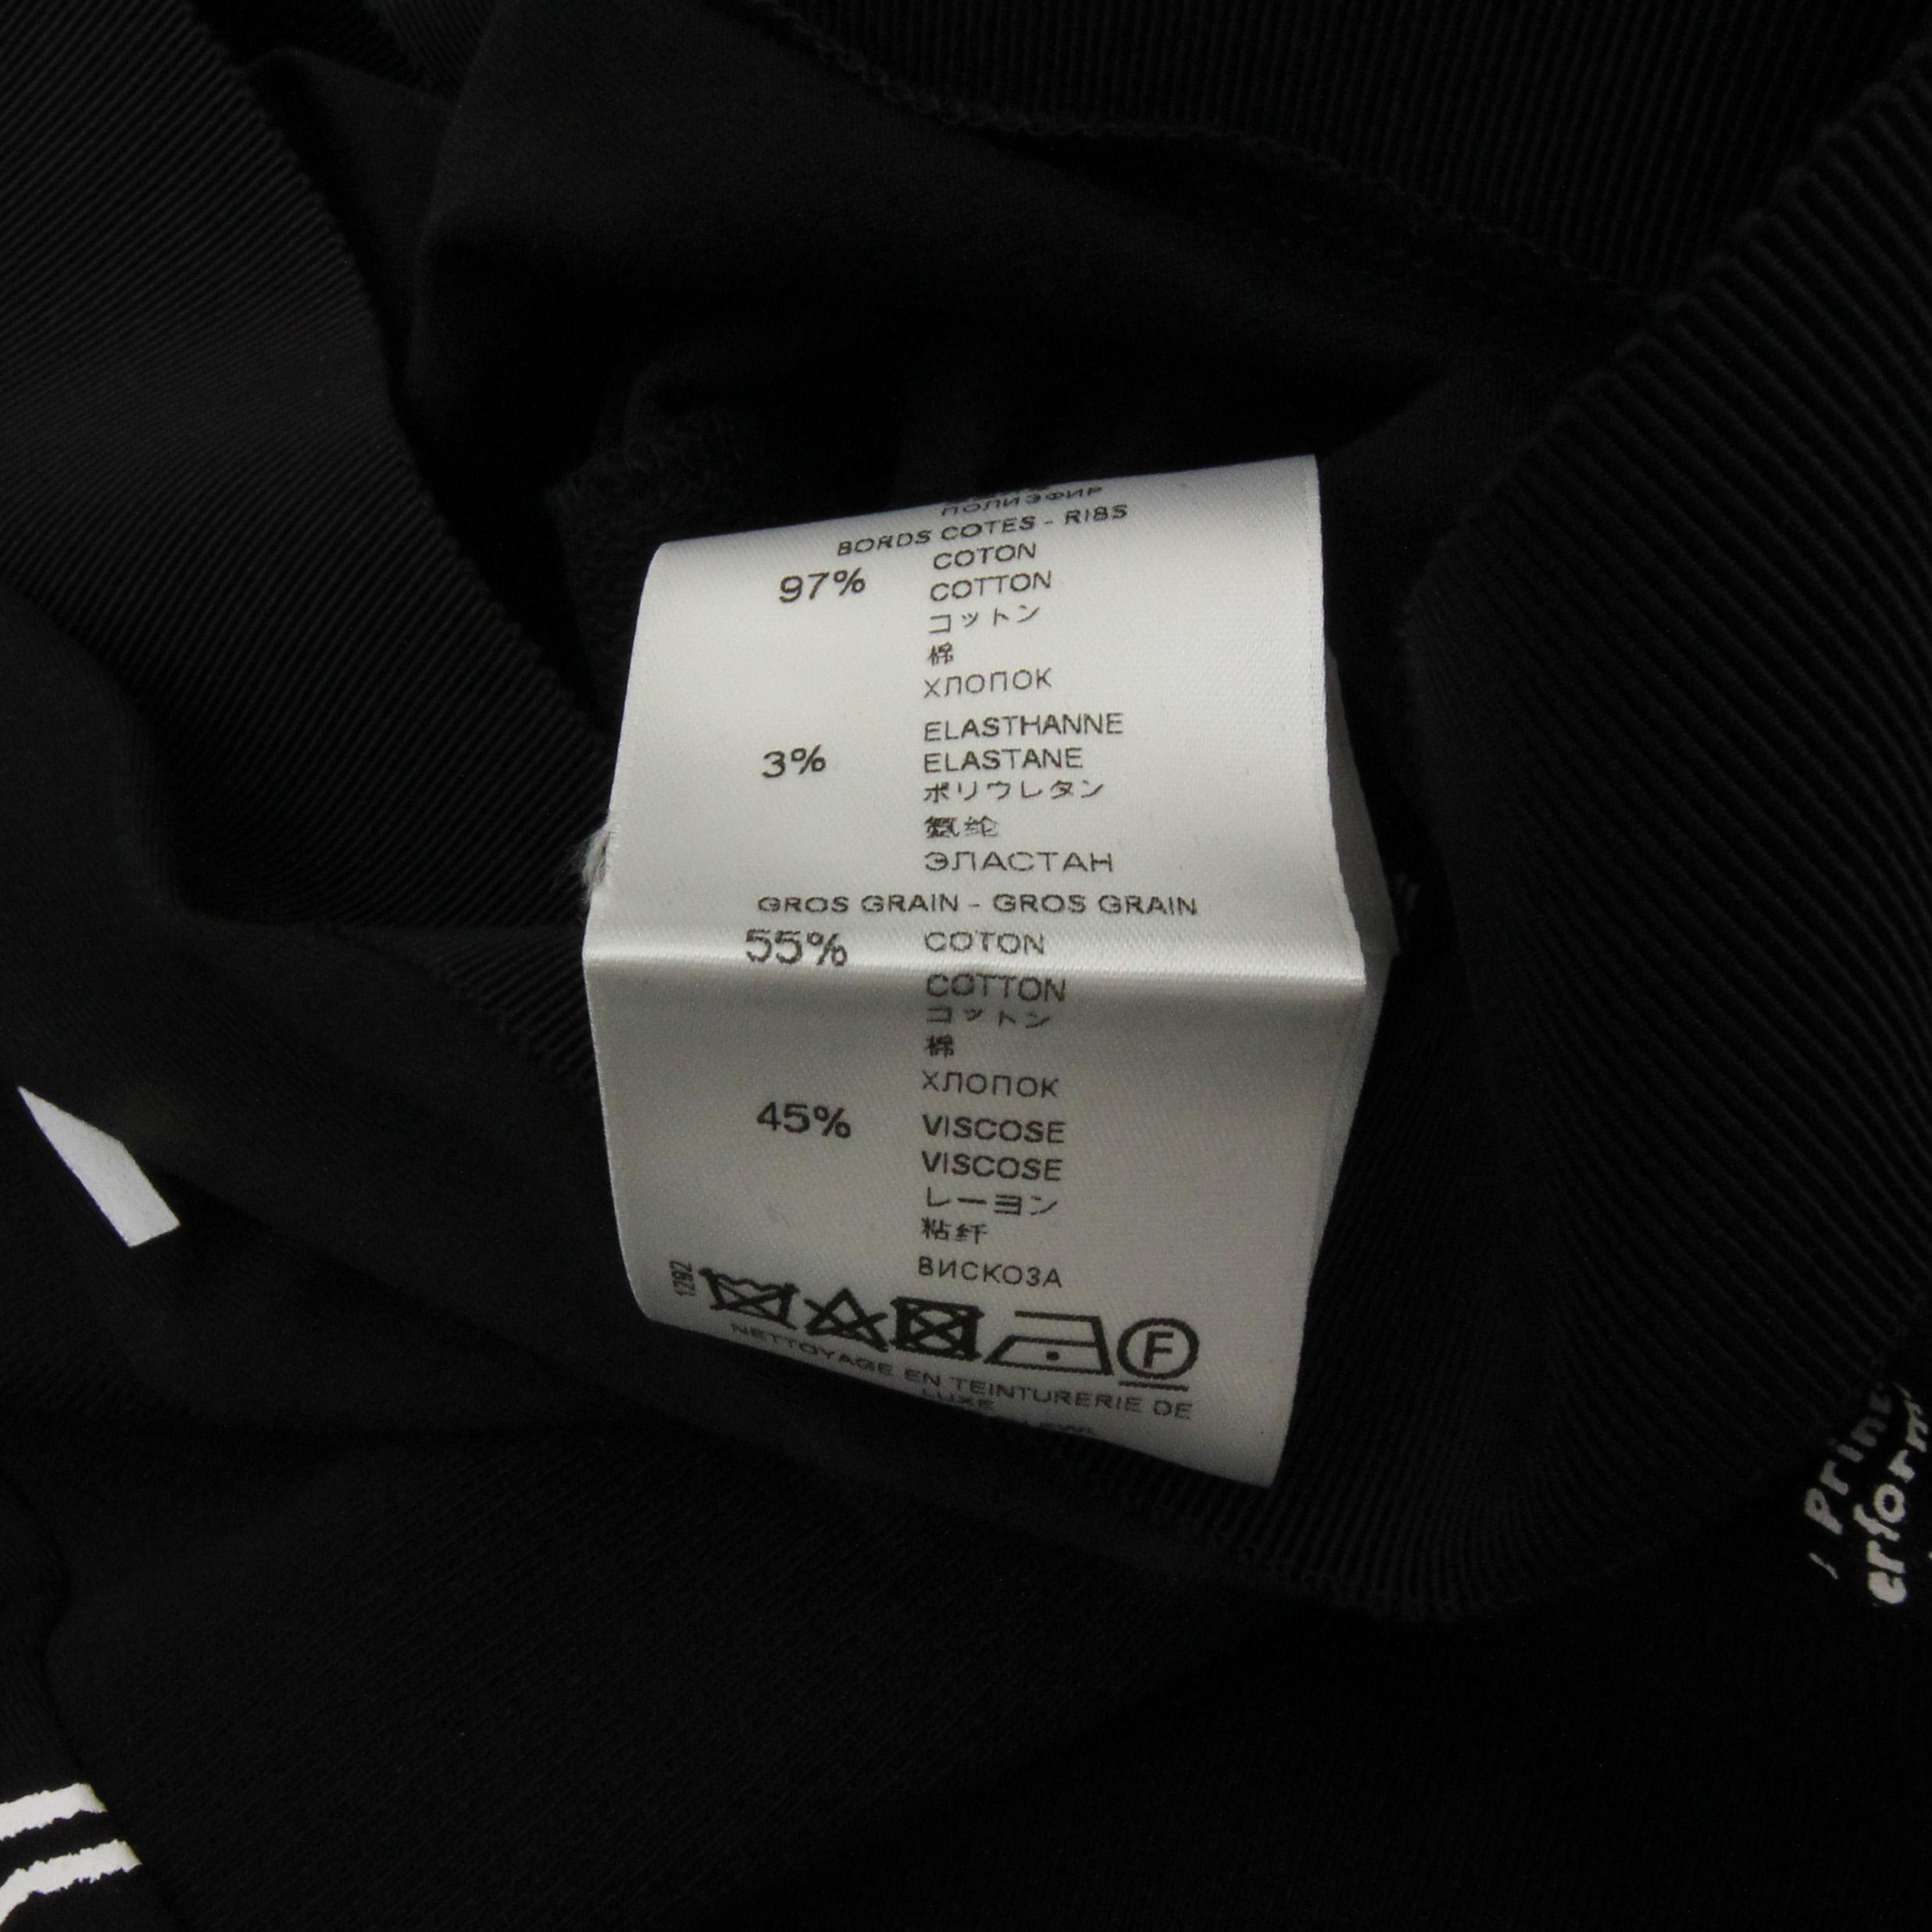 ПОЛИЭФИР
BORDS COTES - RIBS
97% COTON
COTTON
コットン
棉
ХЛОПОК
3% ELASTHANNE
ELASTANE
ポリウレタン
氨纶
ЭЛАСТАН
GROS GRAIN - GROS GRAIN
55% COTON
COTTON
コットン
棉
ХЛОПОК
45% VISCOSE
VISCOSE
レーヨン
粘纤
ВИСКОЗА
1292
F
NETTOYAGE EN TEINTURERIE DE
LUXE